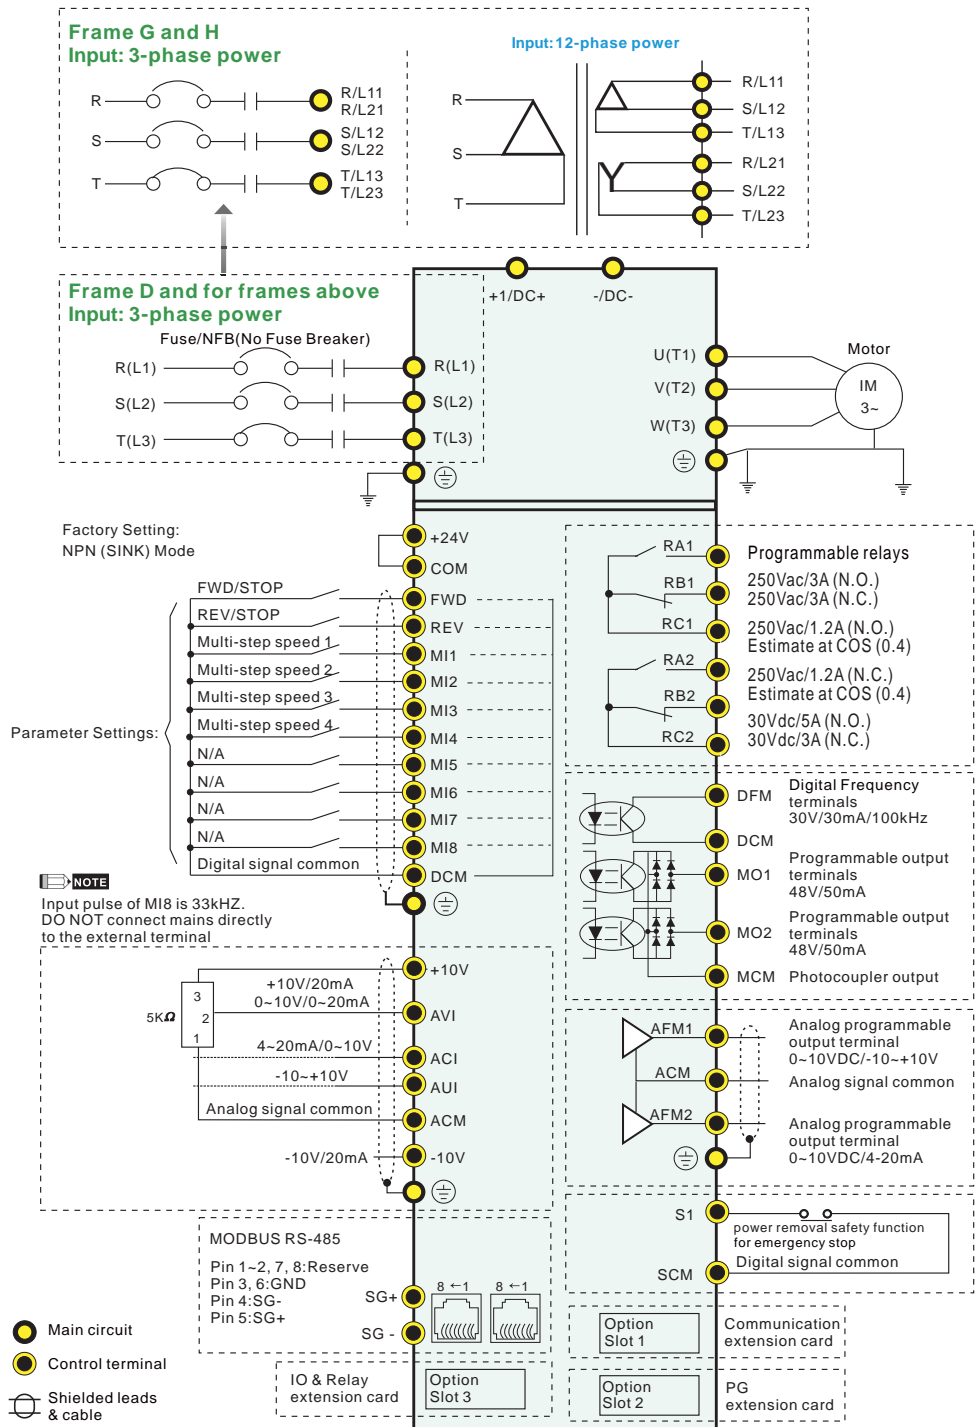 Frame G and H
Input: 3-phase power
R
R/L11
R/L21
S
S/L12
S/L22
T
T/L13
T/L23
Input:12-phase power
R
S
T
R/L11
S/L12
T/L13
R/L21
S/L22
T/L23
Frame D and for frames above
Input: 3-phase power
Fuse/NFB(No Fuse Breaker)
R(L1)
S(L2)
T(L3)
R(L1)
S(L2)
T(L3)
+1/DC+
-/DC-
U(T1)
V(T2)
W(T3)
Motor
IM
3~
Factory Setting:
NPN (SINK) Mode
+24V
COM
Parameter Settings:
FWD/STOP
FWD
REV/STOP
REV
Multi-step speed 1
MI1
Multi-step speed 2
MI2
Multi-step speed 3
MI3
Multi-step speed 4
MI4
N/A
MI5
N/A
MI6
N/A
MI7
N/A
MI8
Digital signal common
DCM
NOTE
Input pulse of MI8 is 33kHZ.
DO NOT connect mains directly
to the external terminal
RA1
RB1
RC1
RA2
RB2
RC2
Programmable relays
250Vac/3A (N.O.)
250Vac/3A (N.C.)
250Vac/1.2A (N.O.)
Estimate at COS (0.4)
250Vac/1.2A (N.C.)
Estimate at COS (0.4)
30Vdc/5A (N.O.)
30Vdc/3A (N.C.)
DFM
Digital Frequency
terminals
30V/30mA/100kHz
DCM
MO1
Programmable output
terminals
48V/50mA
MO2
Programmable output
terminals
48V/50mA
MCM
Photocoupler output
5KΩ
3
2
1
+10V/20mA
+10V
0~10V/0~20mA
AVI
4~20mA/0~10V
ACI
-10~+10V
AUI
Analog signal common
ACM
-10V/20mA
-10V
AFM1
Analog programmable
output terminal
0~10VDC/-10~+10V
ACM
Analog signal common
AFM2
Analog programmable
output terminal
0~10VDC/4-20mA
S1
power removal safety function
for emergency stop
Digital signal common
SCM
MODBUS RS-485
Pin 1~2, 7, 8:Reserve
Pin 3, 6:GND
Pin 4:SG-
Pin 5:SG+
SG+
SG -
8 ←1
8 ←1
Option
Slot 1
Communication
extension card
IO & Relay
extension card
Option
Slot 3
Option
Slot 2
PG
extension card
Main circuit
Control terminal
Shielded leads
& cable